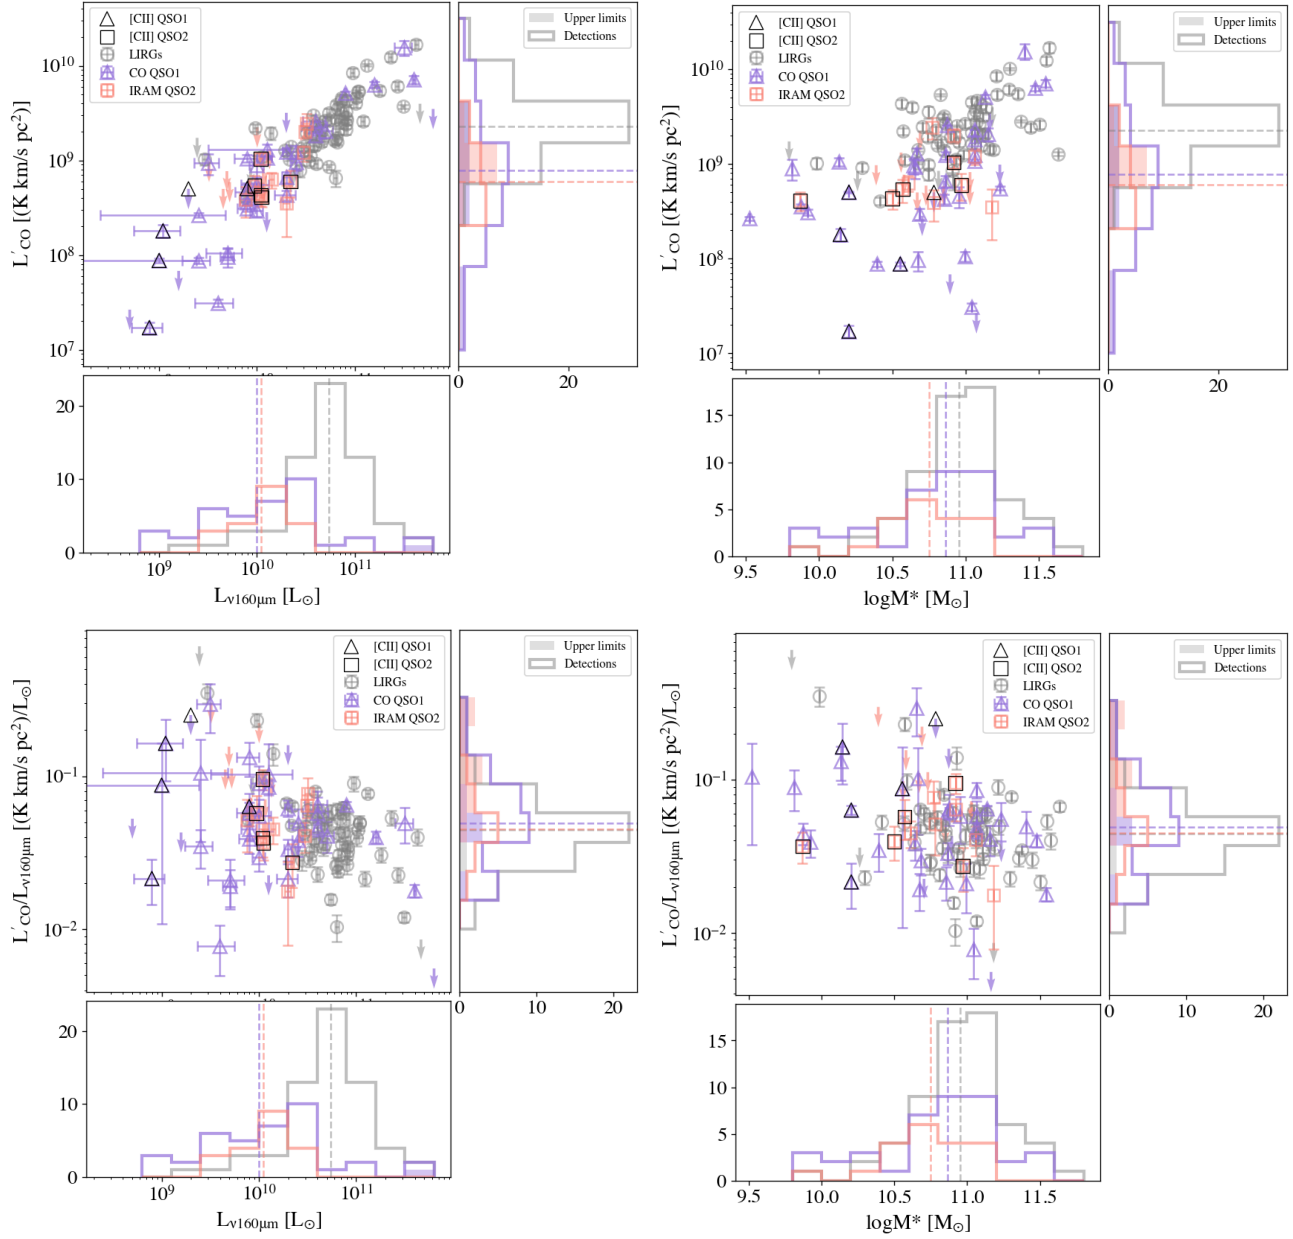 [CII] QSO1
[CII] QSO2
LIRGs
CO QSO1
IRAM QSO2
Upper limits
Detections
10¹⁰
10⁹
10⁸
10⁷
L′CO [(K km/s pc²)]
0
20
20
10
0
10⁹
10¹⁰
10¹¹
Lν160μm [L⊙]
[CII] QSO1
[CII] QSO2
LIRGs
CO QSO1
IRAM QSO2
Upper limits
Detections
10¹⁰
10⁹
10⁸
10⁷
L′CO [(K km/s pc²)]
0
20
15
10
5
0
9.5
10.0
10.5
11.0
11.5
logM* [M⊙]
[CII] QSO1
[CII] QSO2
LIRGs
CO QSO1
IRAM QSO2
Upper limits
Detections
10⁻¹
10⁻²
L′CO/Lν160μm [(K km/s pc²)/L⊙]
0
10
20
20
10
0
10⁹
10¹⁰
10¹¹
Lν160μm [L⊙]
[CII] QSO1
[CII] QSO2
LIRGs
CO QSO1
IRAM QSO2
Upper limits
Detections
10⁻¹
10⁻²
L′CO/Lν160μm [(K km/s pc²)/L⊙]
0
10
20
15
10
5
0
9.5
10.0
10.5
11.0
11.5
logM* [M⊙]